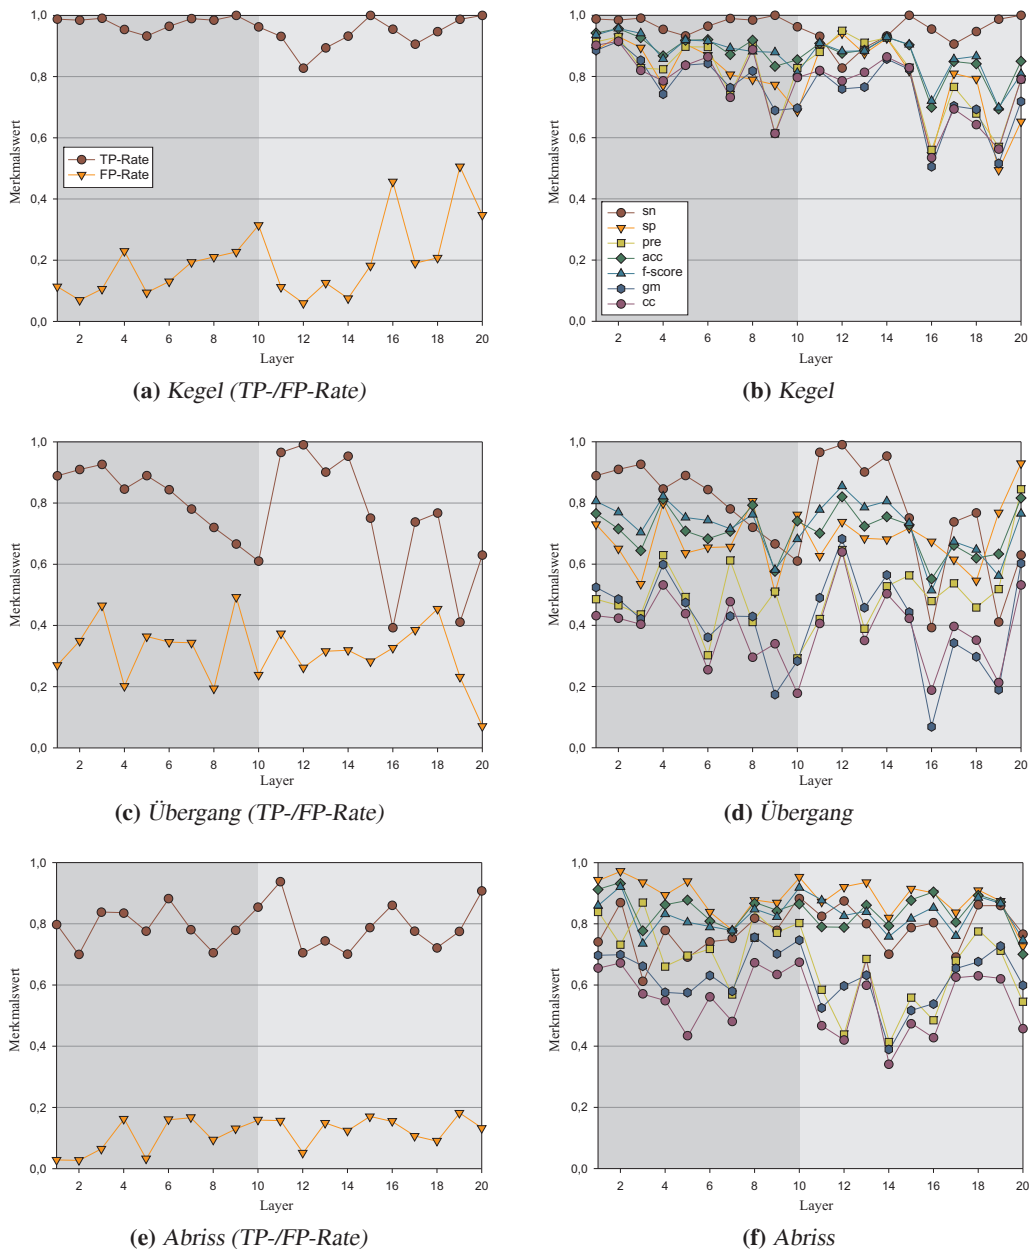 1,0
0,8
0,6
0,4
0,2
0,0
Merkmalswert
TP-Rate
FP-Rate
2 4 6 8 10 12 14 16 18 20
Layer
(a) Kegel (TP-/FP-Rate)
1,0
0,8
0,6
0,4
0,2
0,0
Merkmalswert
sn
sp
pre
acc
f-score
gm
cc
2 4 6 8 10 12 14 16 18 20
Layer
(b) Kegel
1,0
0,8
0,6
0,4
0,2
0,0
Merkmalswert
2 4 6 8 10 12 14 16 18 20
Layer
(c) Übergang (TP-/FP-Rate)
1,0
0,8
0,6
0,4
0,2
0,0
Merkmalswert
2 4 6 8 10 12 14 16 18 20
Layer
(d) Übergang
1,0
0,8
0,6
0,4
0,2
0,0
Merkmalswert
2 4 6 8 10 12 14 16 18 20
Layer
(e) Abriss (TP-/FP-Rate)
1,0
0,8
0,6
0,4
0,2
0,0
Merkmalswert
2 4 6 8 10 12 14 16 18 20
Layer
(f) Abriss